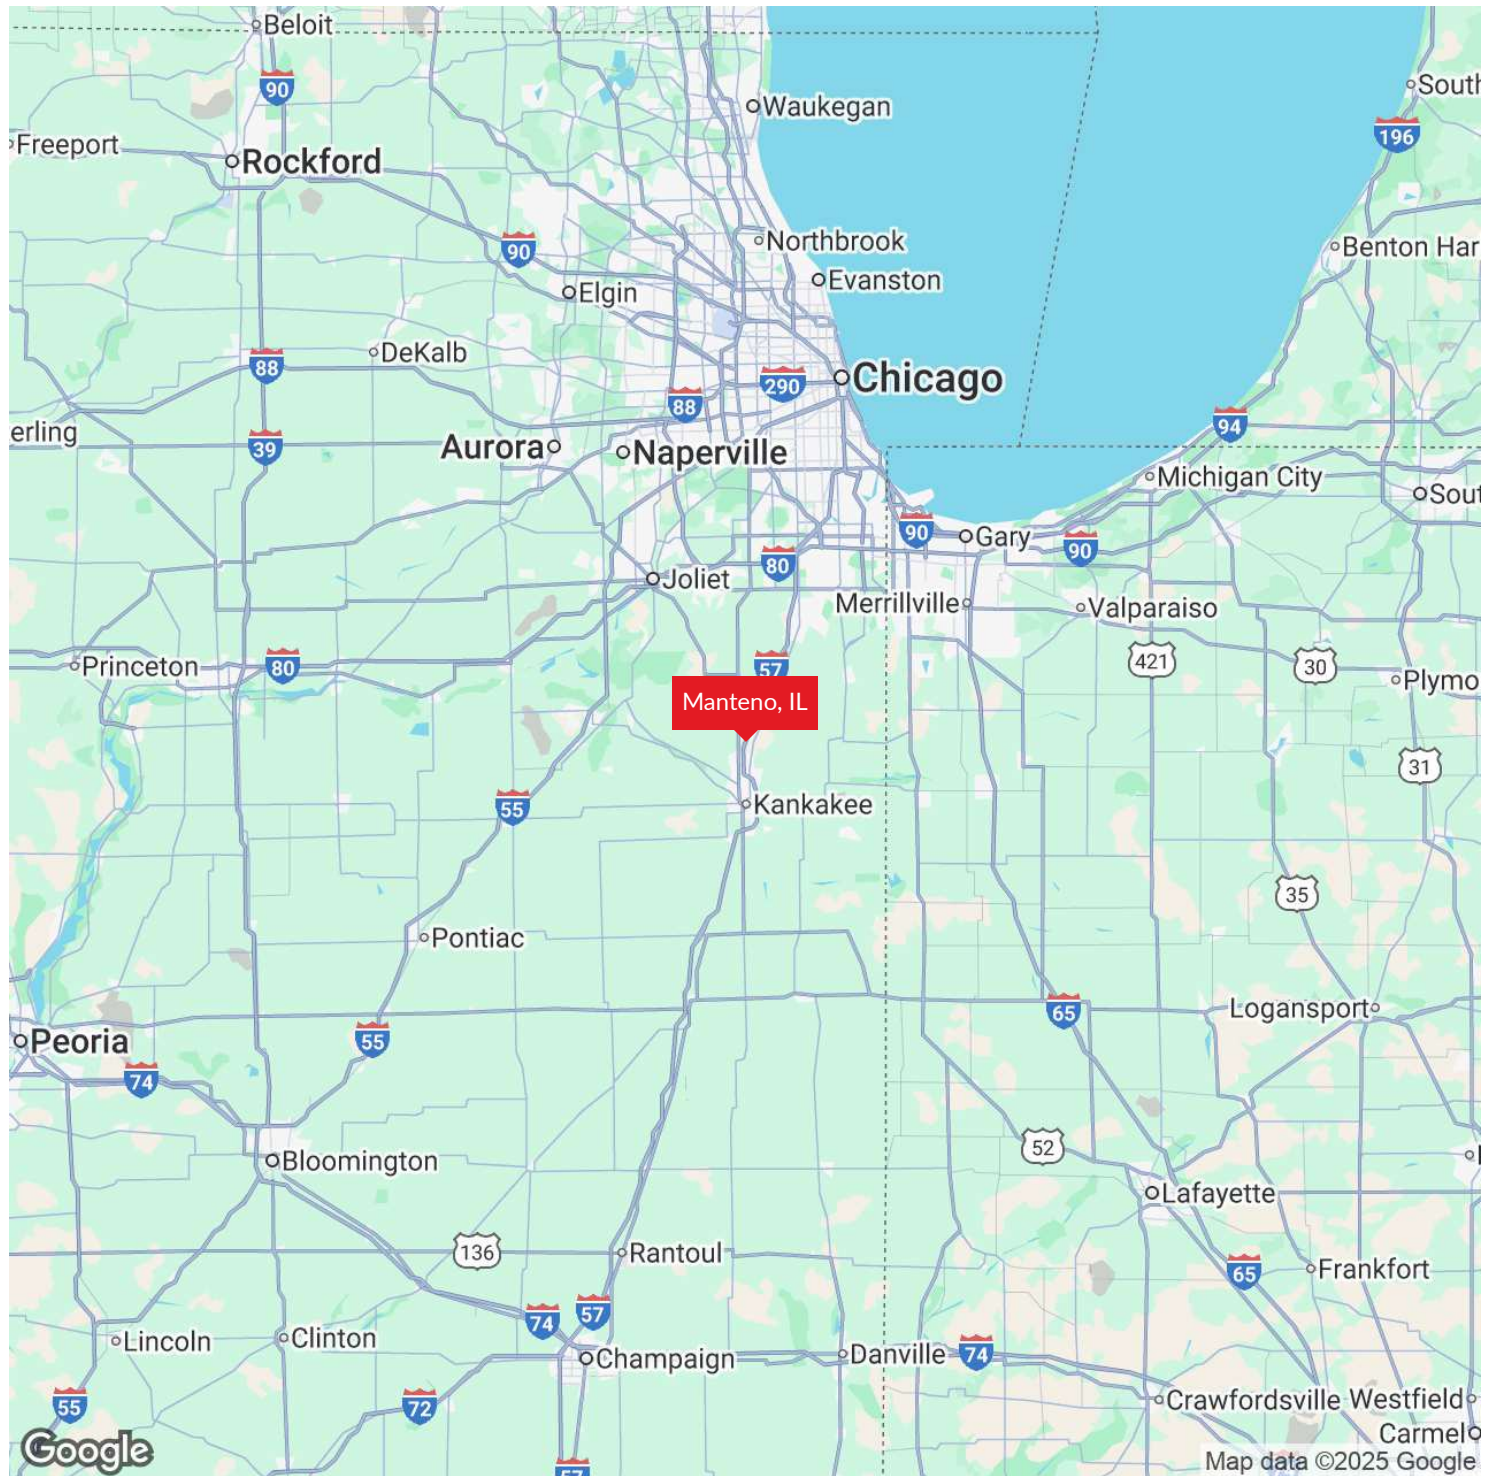 Beloit
90
Waukegan
South
196
Freeport
Rockford
Northbrook
Benton Har
90
Evanston
Elgin
DeKalb
88
290
Chicago
88
94
erling
39
Aurora
Naperville
Michigan City
Sout
90
Gary
90
80
Joliet
Merrillville
Valparaiso
Princeton
80
57
421
30
Plymo
Manteno, IL
31
55
Kankakee
35
Pontiac
65
Logansport
Peoria
55
74
52
Bloomington
Lafayette
136
Rantoul
65
Frankfort
74
57
Lincoln
Clinton
Champaign
Danville
74
55
72
Crawfordsville
Westfield
Carmel
Google
57
Map data ©2025 Google